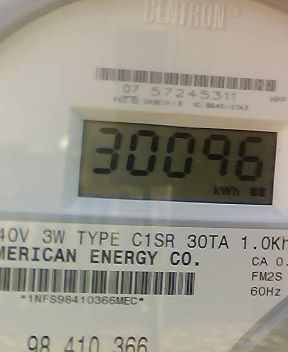 CENTRON
07 57245311
30096
kWh
40V 3W TYPE C1SR 30TA 1.0Kh
MERICAN ENERGY CO.
CA 0.
FM2S
60Hz
*1NFS98410366MEC*
98 410 366